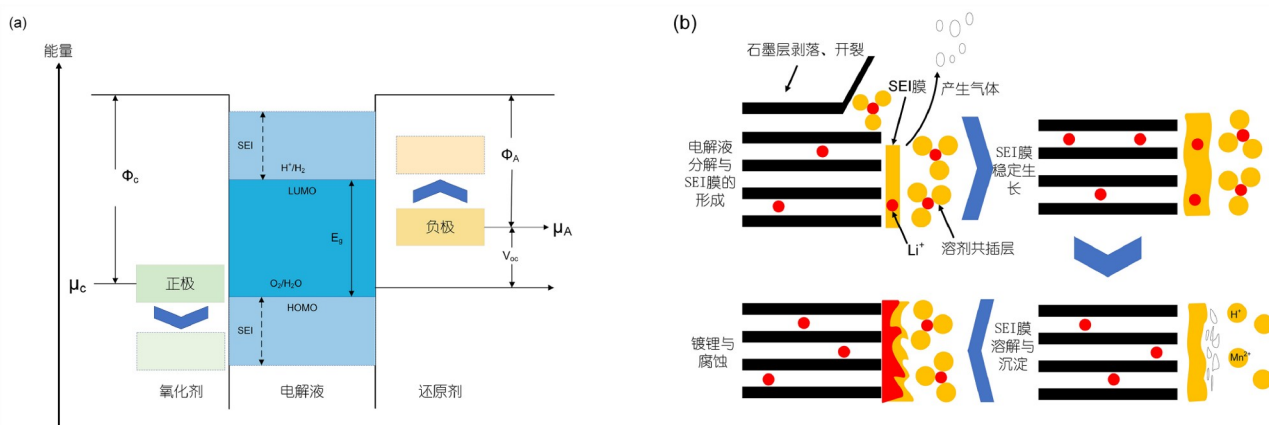 (a)
能量
SEI
H⁺/H₂
LUMO
Φc
ΦA
Eg
负极
μA
Voc
μc
正极
O₂/H₂O
HOMO
SEI
氧化剂
电解液
还原剂
(b)
石墨层剥落、开裂
SEI膜
产生气体
电解液
分解与
SEI膜的
形成
Li⁺
溶剂共插层
SEI膜
稳定生
长
SEI膜
溶解与
沉淀
H⁺
Mn²⁺
镀锂与
腐蚀